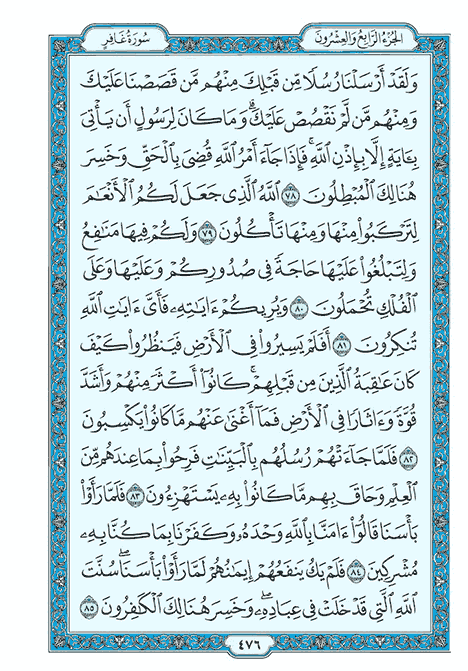 الجزء الرابع والعشرون
سورة غافر
وَلَقَدْ أَرْسَلْنَا رُسُلًا مِّن قَبْلِكَ مِنْهُم مَّن قَصَصْنَا عَلَيْكَ
وَمِنْهُم مَّن لَّمْ نَقْصُصْ عَلَيْكَ ۗ وَمَا كَانَ لِرَسُولٍ أَن يَأْتِيَ
بِـَٔايَةٍ إِلَّا بِإِذْنِ ٱللَّهِ ۚ فَإِذَا جَآءَ أَمْرُ ٱللَّهِ قُضِيَ بِٱلْحَقِّ وَخَسِرَ
هُنَالِكَ ٱلْمُبْطِلُونَ ٧٨ ٱللَّهُ ٱلَّذِي جَعَلَ لَكُمُ ٱلْأَنْعَٰمَ
لِتَرْكَبُوا۟ مِنْهَا وَمِنْهَا تَأْكُلُونَ ٧٩ وَلَكُمْ فِيهَا مَنَٰفِعُ
وَلِتَبْلُغُوا۟ عَلَيْهَا حَاجَةً فِي صُدُورِكُمْ وَعَلَيْهَا وَعَلَى
ٱلْفُلْكِ تُحْمَلُونَ ٨٠ وَيُرِيكُمْ ءَايَٰتِهِۦ فَأَيَّ ءَايَٰتِ ٱللَّهِ
تُنكِرُونَ ٨١ أَفَلَمْ يَسِيرُوا۟ فِي ٱلْأَرْضِ فَيَنظُرُوا۟ كَيْفَ
كَانَ عَٰقِبَةُ ٱلَّذِينَ مِن قَبْلِهِمْ ۚ كَانُوٓا۟ أَكْثَرَ مِنْهُمْ وَأَشَدَّ
قُوَّةً وَءَاثَارًا فِي ٱلْأَرْضِ فَمَآ أَغْنَىٰ عَنْهُم مَّا كَانُوا۟ يَكْسِبُونَ
٨٢ فَلَمَّا جَآءَتْهُمْ رُسُلُهُم بِٱلْبَيِّنَٰتِ فَرِحُوا۟ بِمَا عِندَهُم مِّنَ
ٱلْعِلْمِ وَحَاقَ بِهِم مَّا كَانُوا۟ بِهِۦ يَسْتَهْزِءُونَ ٨٣ فَلَمَّا رَأَوْا۟
بَأْسَنَا قَالُوٓا۟ ءَامَنَّا بِٱللَّهِ وَحْدَهُۥ وَكَفَرْنَا بِمَا كُنَّا بِهِۦ
مُشْرِكِينَ ٨٤ فَلَمْ يَكُ يَنفَعُهُمْ إِيمَٰنُهُمْ لَمَّا رَأَوْا۟ بَأْسَنَا ۖ سُنَّتَ
ٱللَّهِ ٱلَّتِي قَدْ خَلَتْ فِي عِبَادِهِۦ ۖ وَخَسِرَ هُنَالِكَ ٱلْكَٰفِرُونَ ٨٥
٤٧٦